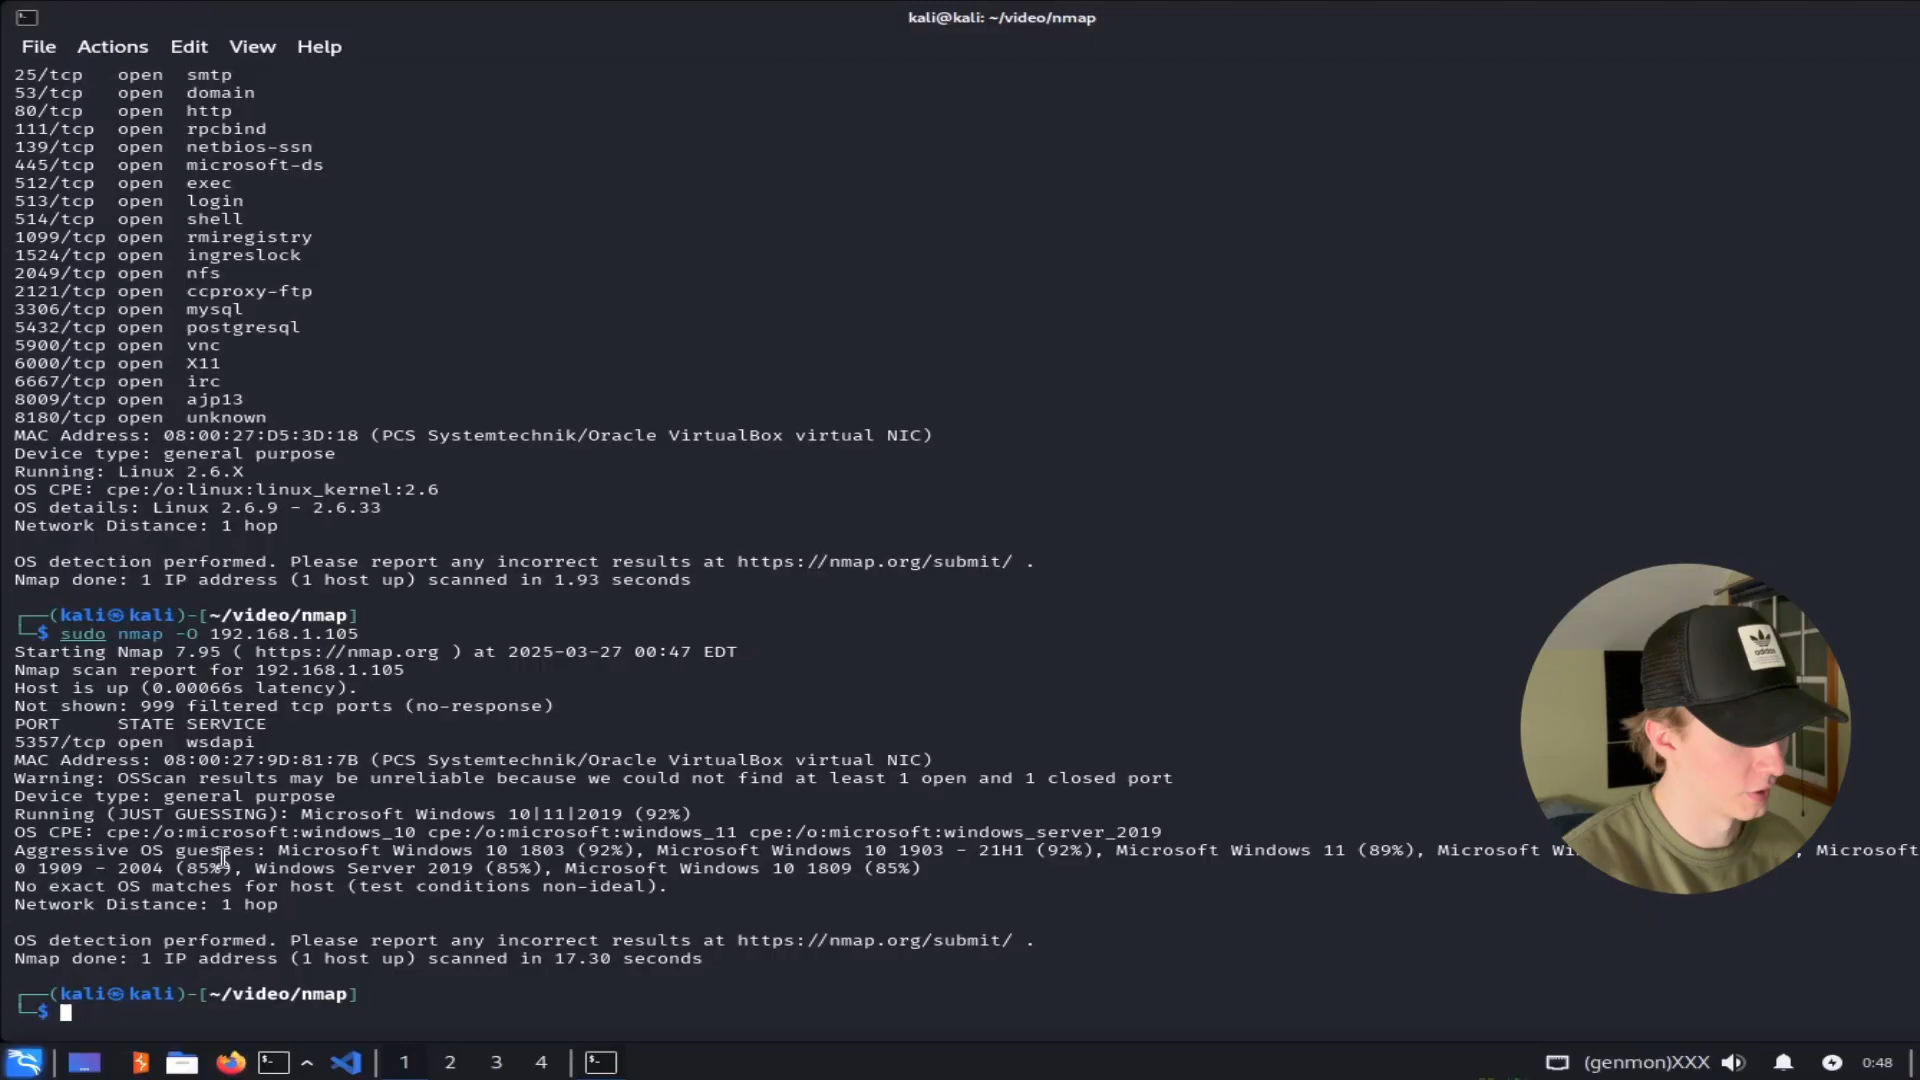 kali@kali: ~/video/nmap
File Actions Edit View Help
25/tcp open smtp
53/tcp open domain
80/tcp open http
111/tcp open rpcbind
139/tcp open netbios-ssn
445/tcp open microsoft-ds
512/tcp open exec
513/tcp open login
514/tcp open shell
1099/tcp open rmiregistry
1524/tcp open ingreslock
2049/tcp open nfs
2121/tcp open ccproxy-ftp
3306/tcp open mysql
5432/tcp open postgresql
5900/tcp open vnc
6000/tcp open X11
6667/tcp open irc
8009/tcp open ajp13
8180/tcp open unknown
MAC Address: 08:00:27:D5:3D:18 (PCS Systemtechnik/Oracle VirtualBox virtual NIC)
Device type: general purpose
Running: Linux 2.6.X
OS CPE: cpe:/o:linux:linux_kernel:2.6
OS details: Linux 2.6.9 - 2.6.33
Network Distance: 1 hop
OS detection performed. Please report any incorrect results at https://nmap.org/submit/ .
Nmap done: 1 IP address (1 host up) scanned in 1.93 seconds
┌──(kali㉿kali)-[~/video/nmap]
└─$ sudo nmap -O 192.168.1.105
Starting Nmap 7.95 ( https://nmap.org ) at 2025-03-27 00:47 EDT
Nmap scan report for 192.168.1.105
Host is up (0.00066s latency).
Not shown: 999 filtered tcp ports (no-response)
PORT STATE SERVICE
5357/tcp open wsdapi
MAC Address: 08:00:27:9D:81:7B (PCS Systemtechnik/Oracle VirtualBox virtual NIC)
Warning: OSScan results may be unreliable because we could not find at least 1 open and 1 closed port
Device type: general purpose
Running (JUST GUESSING): Microsoft Windows 10|11|2019 (92%)
OS CPE: cpe:/o:microsoft:windows_10 cpe:/o:microsoft:windows_11 cpe:/o:microsoft:windows_server_2019
Aggressive OS guesses: Microsoft Windows 10 1803 (92%), Microsoft Windows 10 1903 - 21H1 (92%), Microsoft Windows 11 (89%), Microsoft Microsoft
0 1909 - 2004 (85%), Windows Server 2019 (85%), Microsoft Windows 10 1809 (85%)
No exact OS matches for host (test conditions non-ideal).
Network Distance: 1 hop
OS detection performed. Please report any incorrect results at https://nmap.org/submit/ .
Nmap done: 1 IP address (1 host up) scanned in 17.30 seconds
┌──(kali㉿kali)-[~/video/nmap]
└─$
adidas
1 2 3 4 (genmon)XXX 0:48